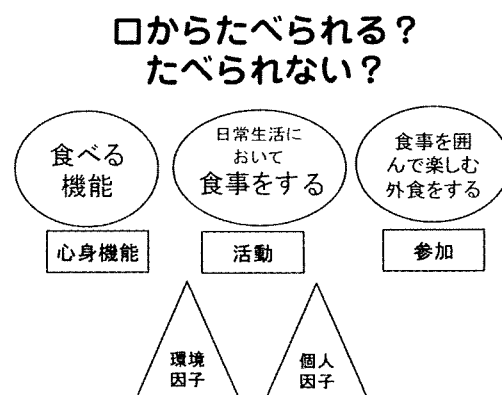 口からたべられる？
たべられない？
食べる
機能
日常生活に
おいて
食事をする
食事を囲
んで楽しむ
外食をする
心身機能
活動
参加
環境
因子
個人
因子